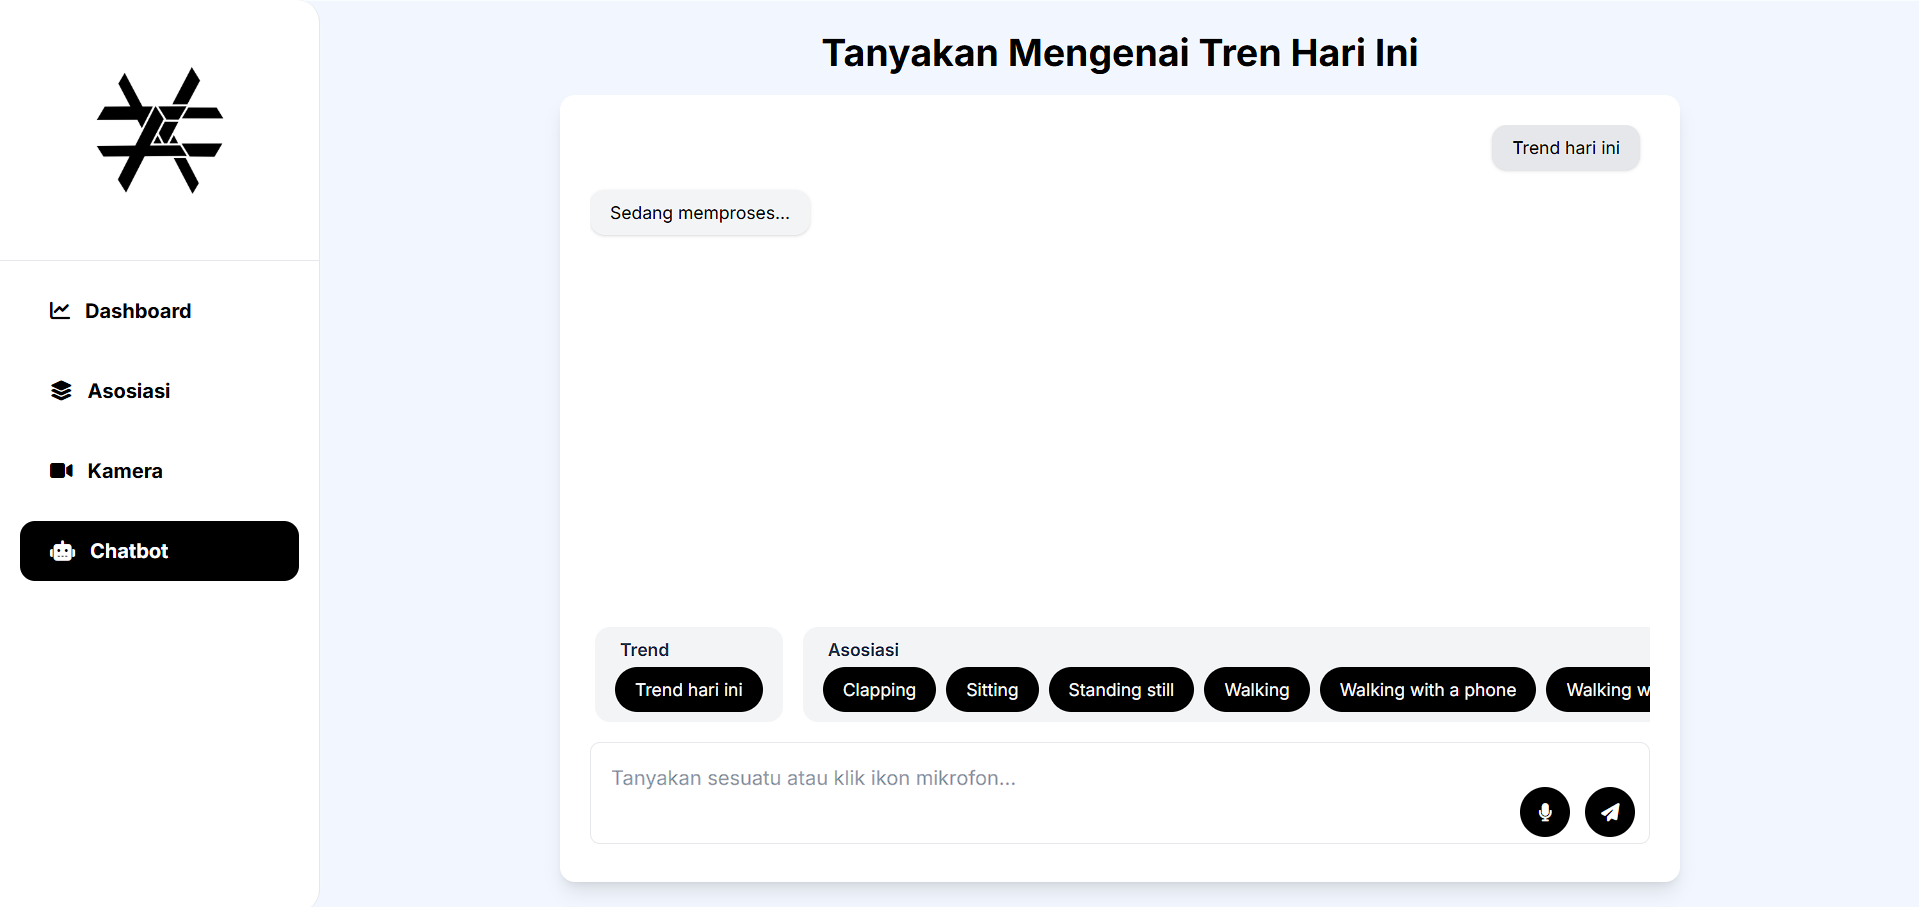 Tanyakan Mengenai Tren Hari Ini
Dashboard
Asosiasi
Kamera
Chatbot
Trend hari ini
Sedang memproses...
Trend
Trend hari ini
Asosiasi
Clapping
Sitting
Standing still
Walking
Walking with a phone
Walking w
Tanyakan sesuatu atau klik ikon mikrofon...